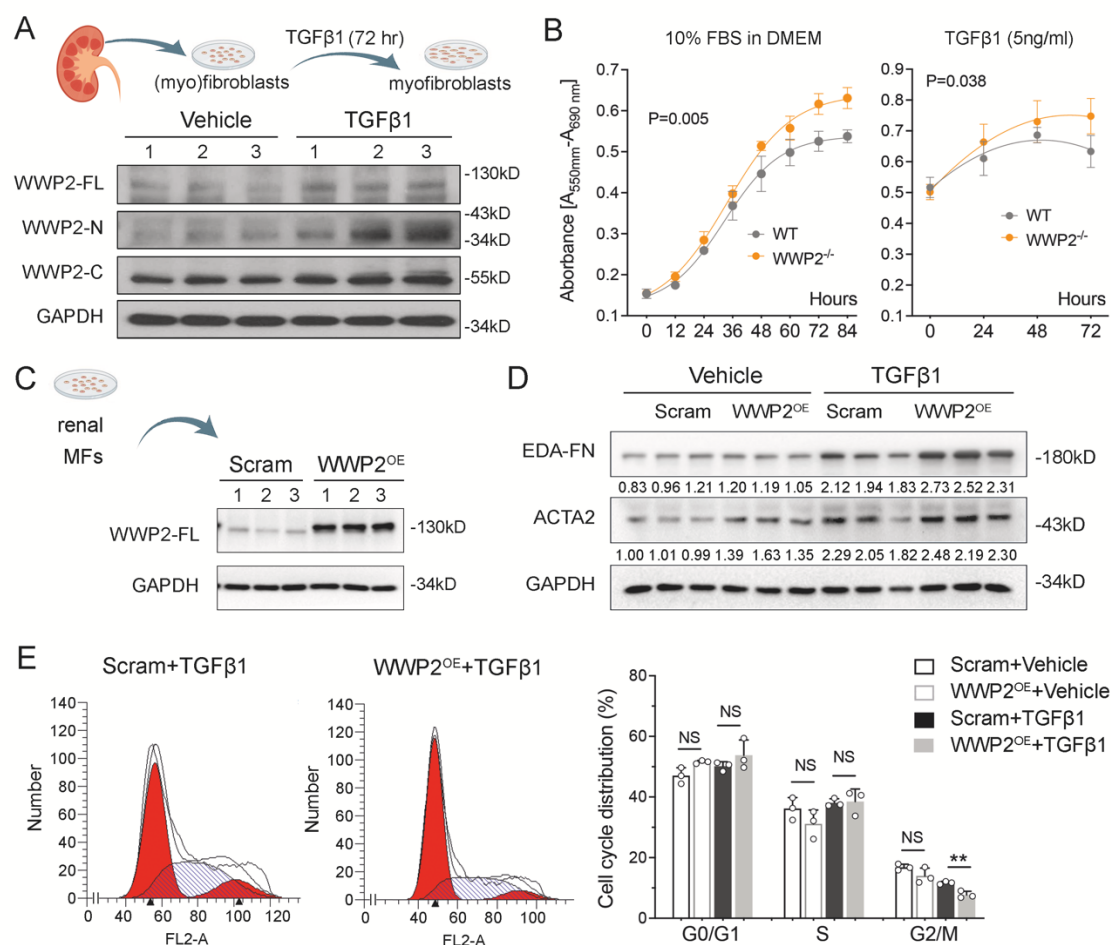 A
TGFβ1 (72 hr)
(myo)fibroblasts
myofibroblasts
Vehicle TGFβ1
1 2 3 1 2 3
WWP2-FL -130kD
WWP2-N -43kD
-34kD
WWP2-C -55kD
GAPDH -34kD
B
10% FBS in DMEM
TGFβ1 (5ng/ml)
Aborbance [A550mm-A690 nm]
0.7
0.6
0.5
0.4
0.3
0.2
0.1
P=0.005
WT
WWP2-/-
Hours
0 12 24 36 48 60 72 84
0.9
0.8
0.7
0.6
0.5
0.4
0.3
0.2
0.1
P=0.038
WT
WWP2-/-
Hours
0 24 48 72
C
renal
MFs
Scram WWP2OE
1 2 3 1 2 3
WWP2-FL -130kD
GAPDH -34kD
D
Vehicle TGFβ1
Scram WWP2OE Scram WWP2OE
EDA-FN -180kD
0.83 0.96 1.21 1.20 1.19 1.05 2.12 1.94 1.83 2.73 2.52 2.31
ACTA2 -43kD
1.00 1.01 0.99 1.39 1.63 1.35 2.29 2.05 1.82 2.48 2.19 2.30
GAPDH -34kD
E
Scram+TGFβ1
Number
140
120
100
80
60
40
20
0
0 40 60 80 100 120
FL2-A
WWP2OE+TGFβ1
Number
140
120
100
80
60
40
20
0
0 40 60 80 100
FL2-A
Cell cycle distribution (%)
80
60
40
20
0
NS NS
NS NS
NS **
G0/G1 S G2/M
Scram+Vehicle
WWP2OE+Vehicle
Scram+TGFβ1
WWP2OE+TGFβ1